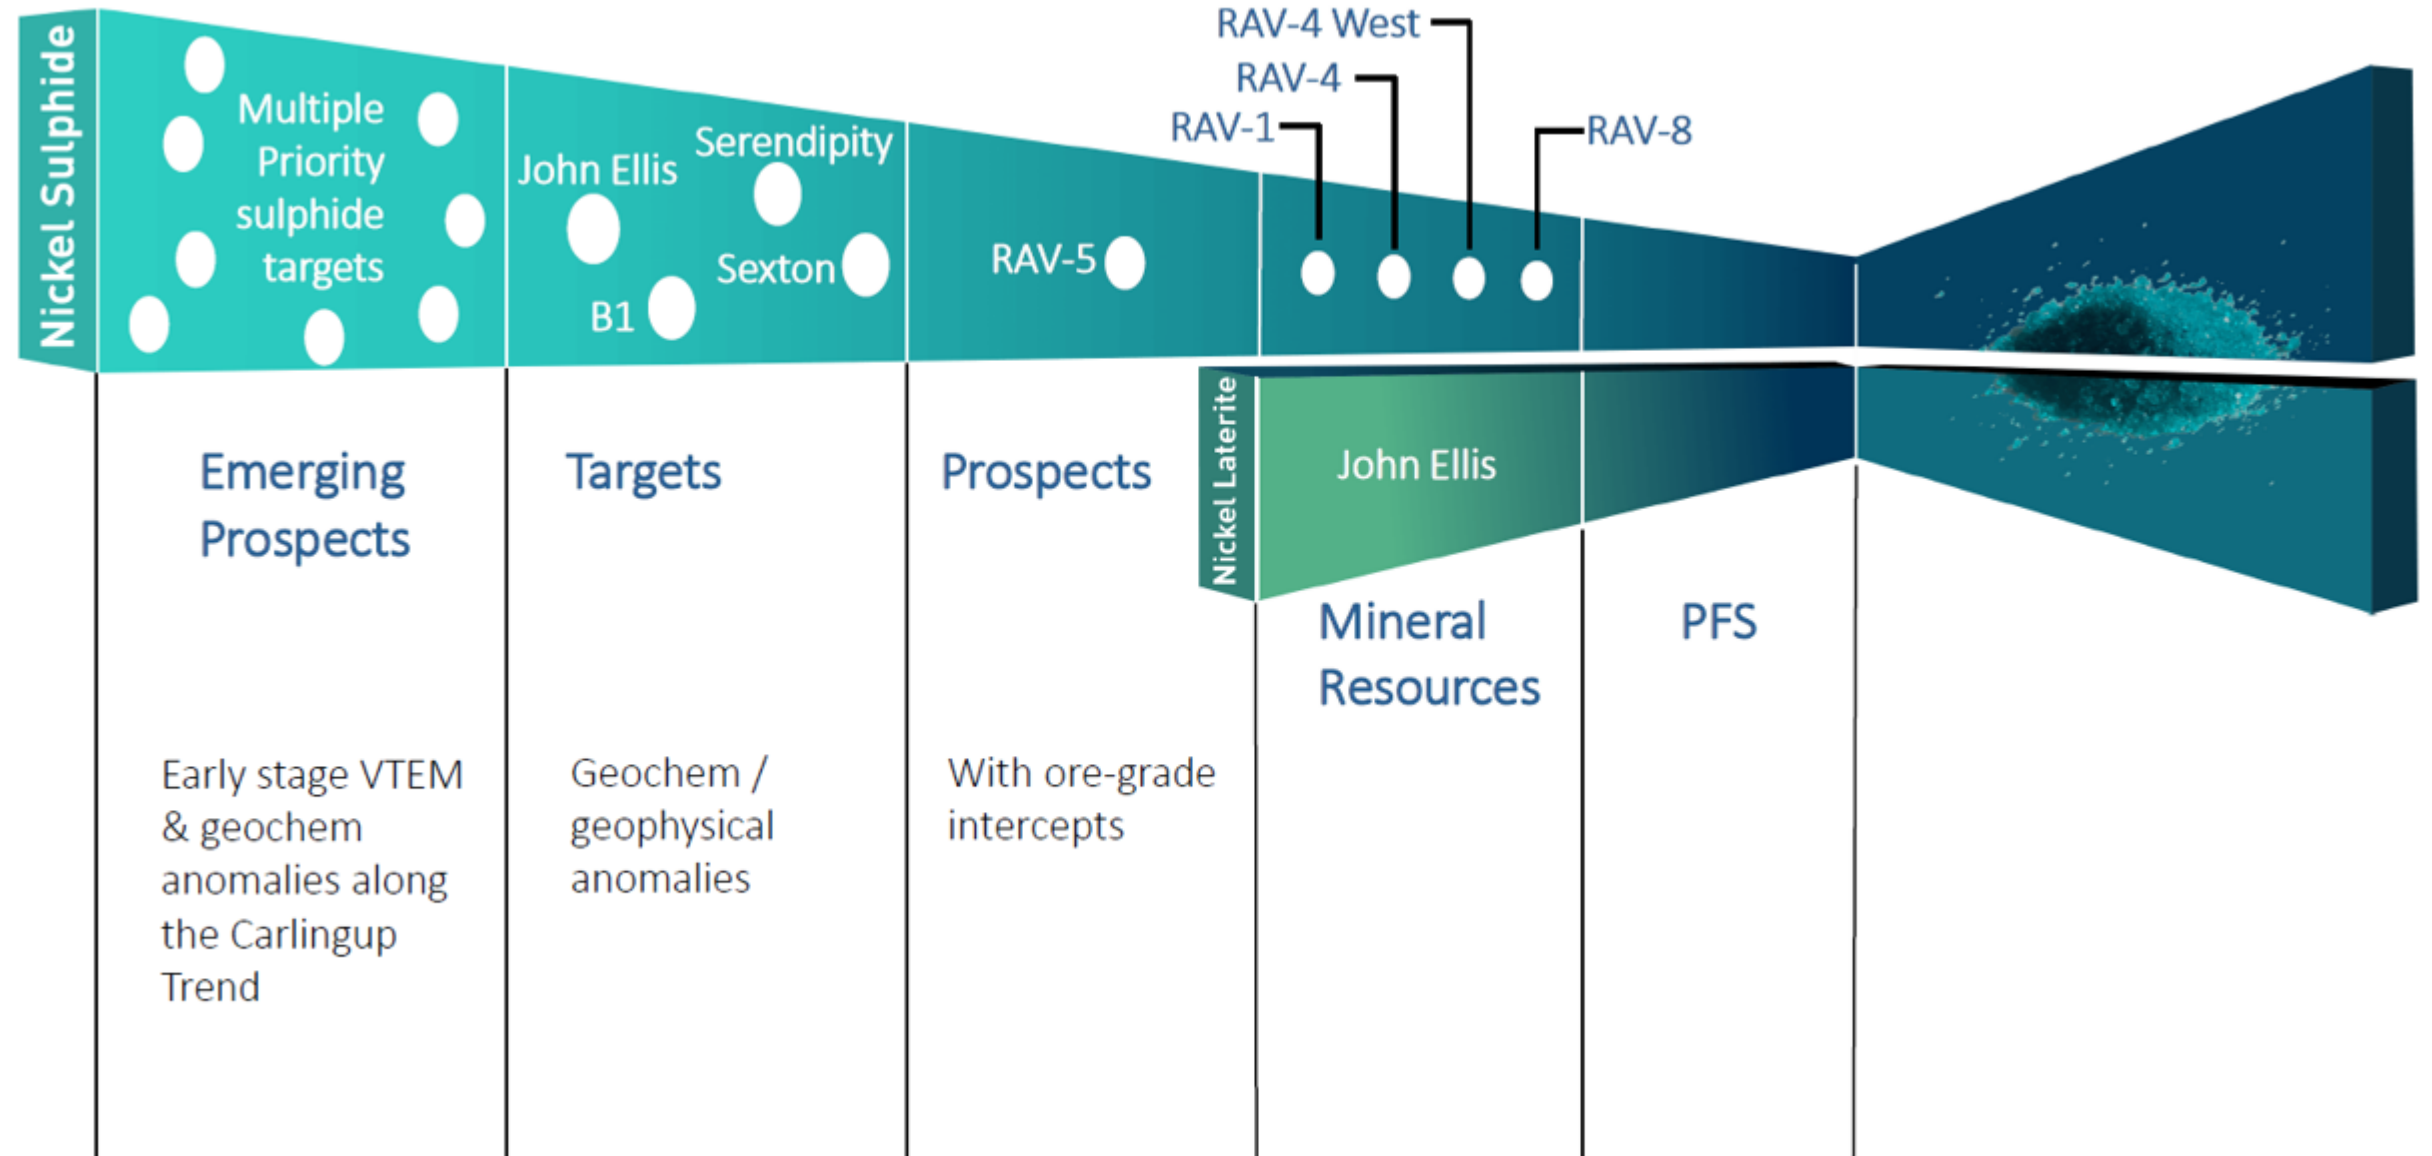 Nickel Sulphide
Multiple
Priority
sulphide
targets
John Ellis
Serendipity
B1
Sexton
RAV-5
RAV-4 West
RAV-4
RAV-1
RAV-8
Nickel Laterite
John Ellis
Emerging
Prospects
Targets
Prospects
Mineral
Resources
PFS
Early stage VTEM
& geochem
anomalies along
the Carlingup
Trend
Geochem /
geophysical
anomalies
With ore-grade
intercepts